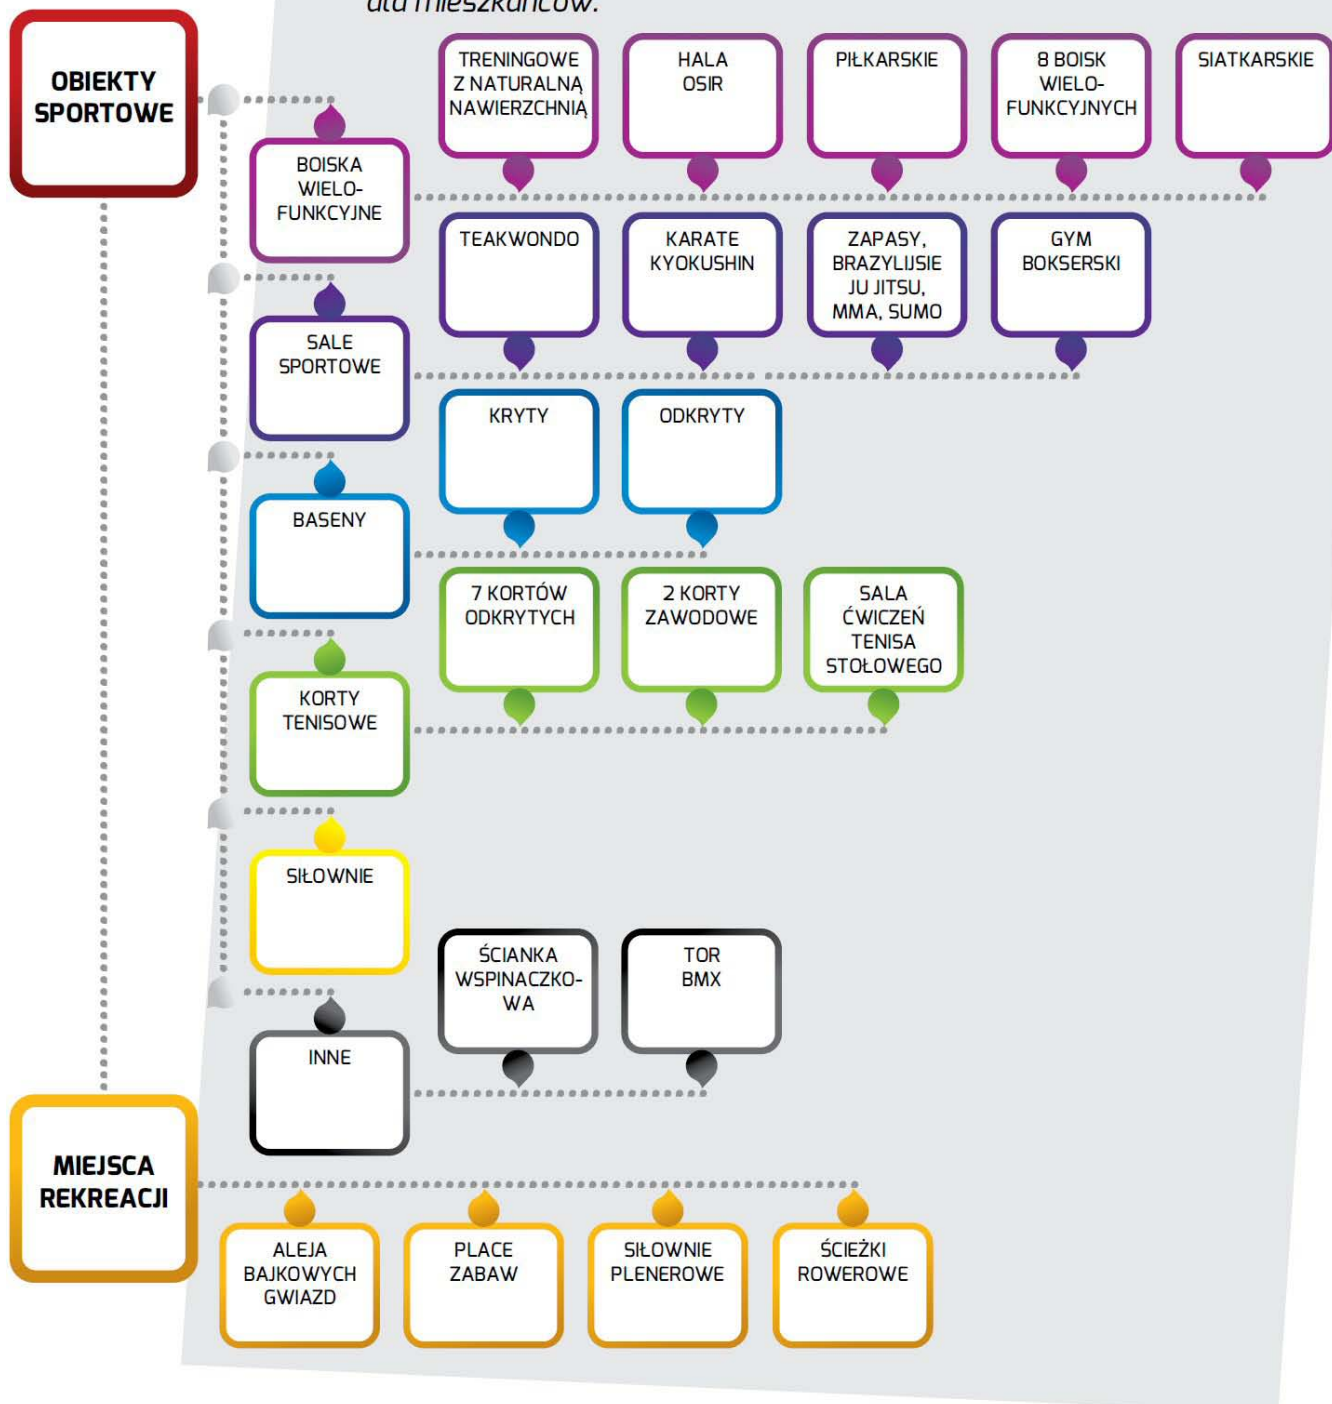 dla mieszkańców.
OBIEKTY
SPORTOWE
TRENINGOWE
Z NATURALNĄ
NAWIERZCHNIĄ
HALA
OSIR
PIŁKARSKIE
8 BOISK
WIELO-
FUNKCYJNYCH
SIATKARSKIE
BOISKA
WIELO-
FUNKCYJNE
TEAKWONDO
KARATE
KYOKUSHIN
ZAPASY,
BRAZYLIJSIE
JU JITSU,
MMA, SUMO
GYM
BOKSERSKI
SALE
SPORTOWE
KRYTY
ODKRYTY
BASENY
7 KORTÓW
ODKRYTYCH
2 KORTY
ZAWODOWE
SALA
ĆWICZEŃ
TENISA
STOŁOWEGO
KORTY
TENISOWE
SIŁOWNIE
ŚCIANKA
WSPINACZKO-
WA
TOR
BMX
INNE
MIEJSCA
REKREACJI
ALEJA
BAJKOWYCH
GWIAZD
PLACE
ZABAW
SIŁOWNIE
PLENEROWE
ŚCIEŻKI
ROWEROWE